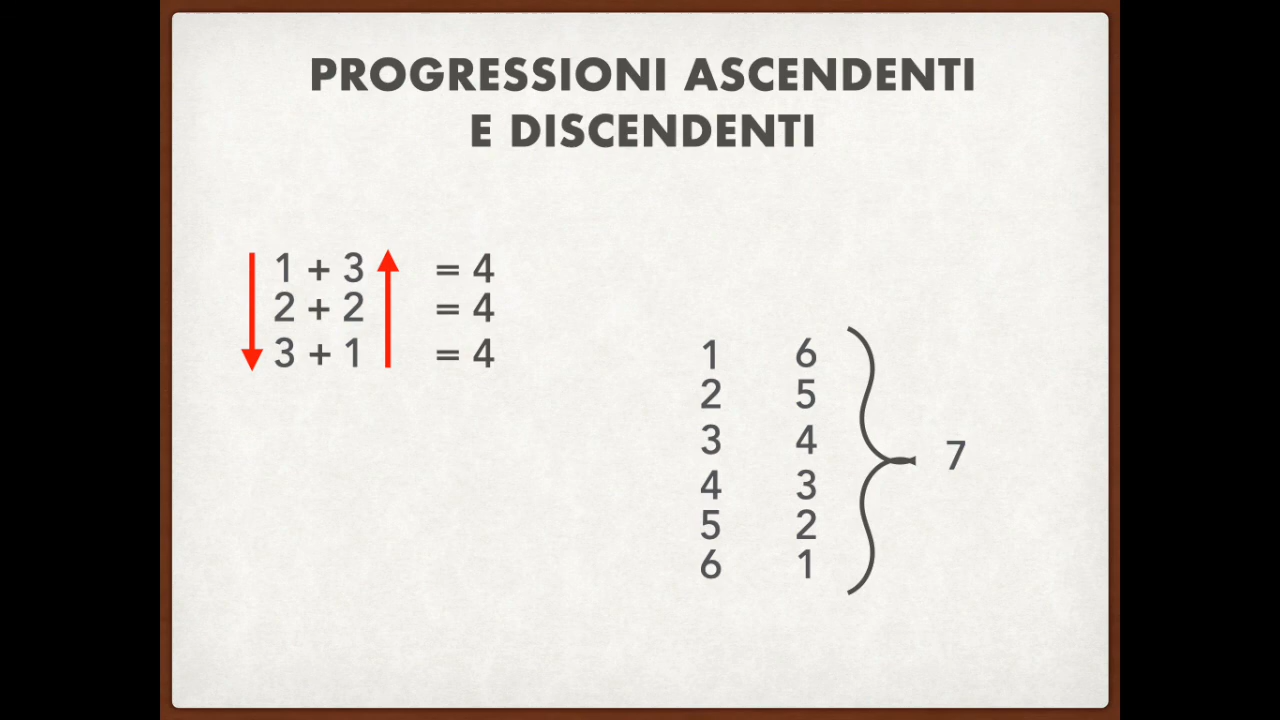 PROGRESSIONI ASCENDENTI
E DISCENDENTI
1 + 3 = 4
2 + 2 = 4
3 + 1 = 4
1 6
2 5
3 4
4 3
5 2
6 1
7